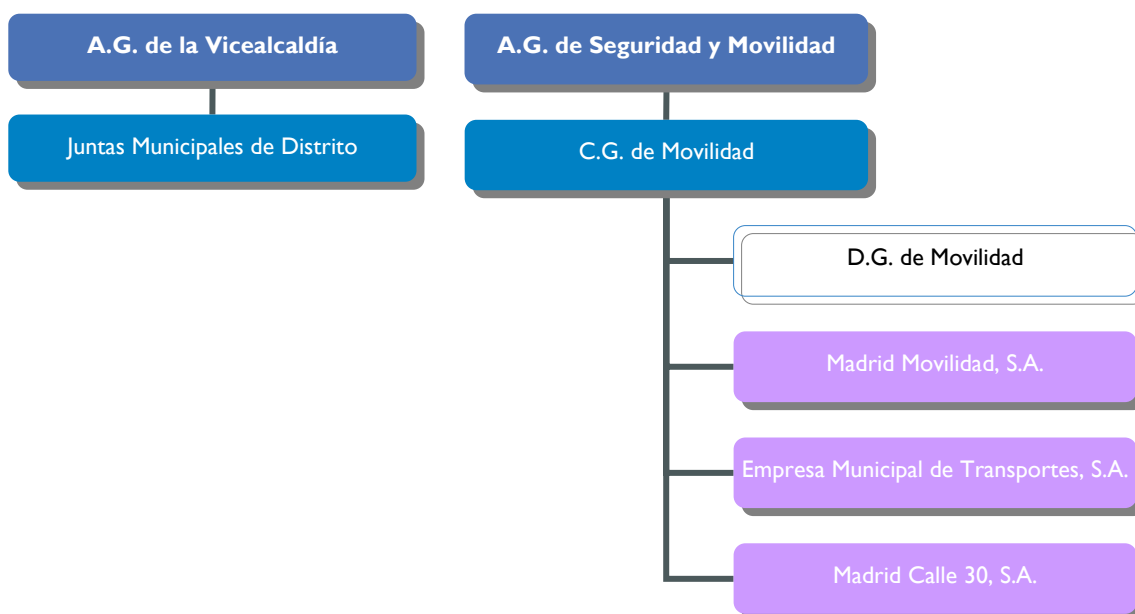 A.G. de la Vicealcaldía
A.G. de Seguridad y Movilidad
Juntas Municipales de Distrito
C.G. de Movilidad
D.G. de Movilidad
Madrid Movilidad, S.A.
Empresa Municipal de Transportes, S.A.
Madrid Calle 30, S.A.